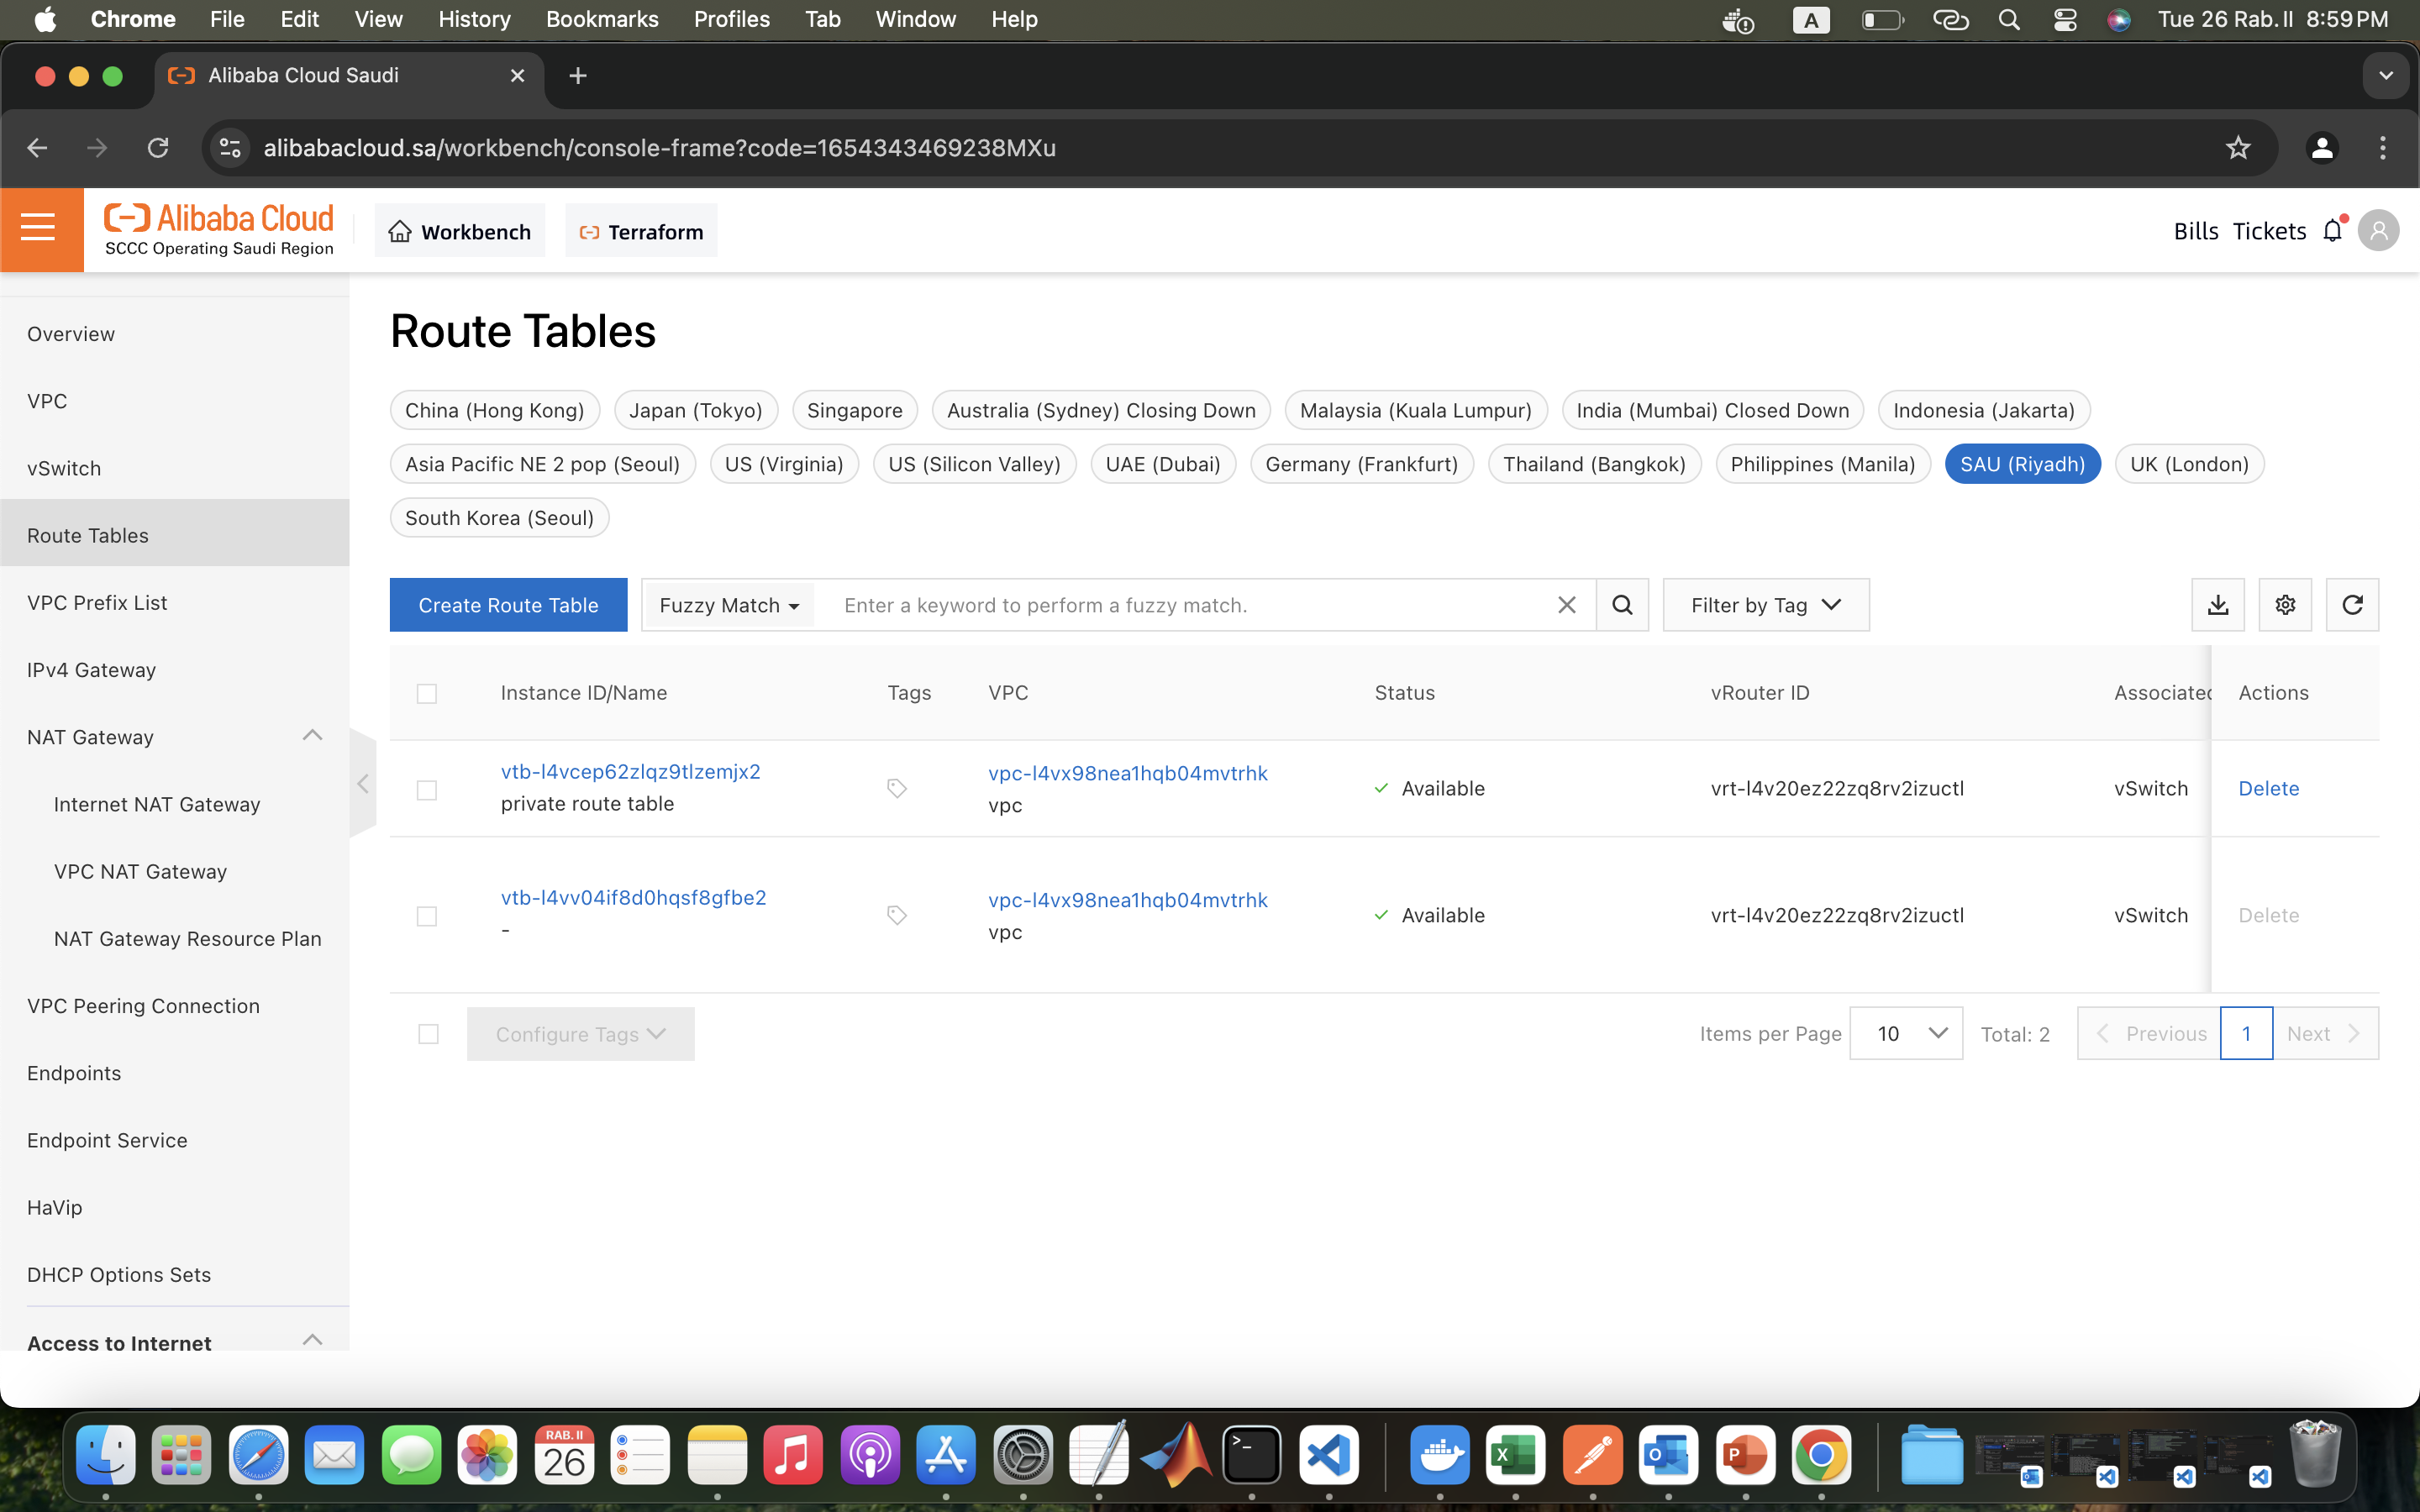 Chrome File Edit View History Bookmarks Profiles Tab Window Help A Tue 26 Rab. II 8:59 PM
Alibaba Cloud Saudi
alibabacloud.sa/workbench/console-frame?code=1654343469238MXu
Alibaba Cloud
SCCC Operating Saudi Region
Workbench
Terraform
Bills Tickets
Overview
VPC
vSwitch
Route Tables
VPC Prefix List
IPv4 Gateway
NAT Gateway
Internet NAT Gateway
VPC NAT Gateway
NAT Gateway Resource Plan
VPC Peering Connection
Endpoints
Endpoint Service
HaVip
DHCP Options Sets
Access to Internet
Route Tables
China (Hong Kong) Japan (Tokyo) Singapore Australia (Sydney) Closing Down Malaysia (Kuala Lumpur) India (Mumbai) Closed Down Indonesia (Jakarta)
Asia Pacific NE 2 pop (Seoul) US (Virginia) US (Silicon Valley) UAE (Dubai) Germany (Frankfurt) Thailand (Bangkok) Philippines (Manila) SAU (Riyadh) UK (London)
South Korea (Seoul)
Create Route Table Fuzzy Match Enter a keyword to perform a fuzzy match. Filter by Tag
Instance ID/Name Tags VPC Status vRouter ID Associated Actions
vtb-l4vcep62zlqz9tlzemjx2 vpc-l4vx98nea1hqb04mvtrhk Available vrt-l4v20ez22zq8rv2izuctl vSwitch Delete
private route table vpc
vtb-l4vv04if8d0hqsf8gfbe2 vpc-l4vx98nea1hqb04mvtrhk Available vrt-l4v20ez22zq8rv2izuctl vSwitch Delete
- vpc
Configure Tags Items per Page 10 Total: 2 Previous 1 Next
RAB. II
26